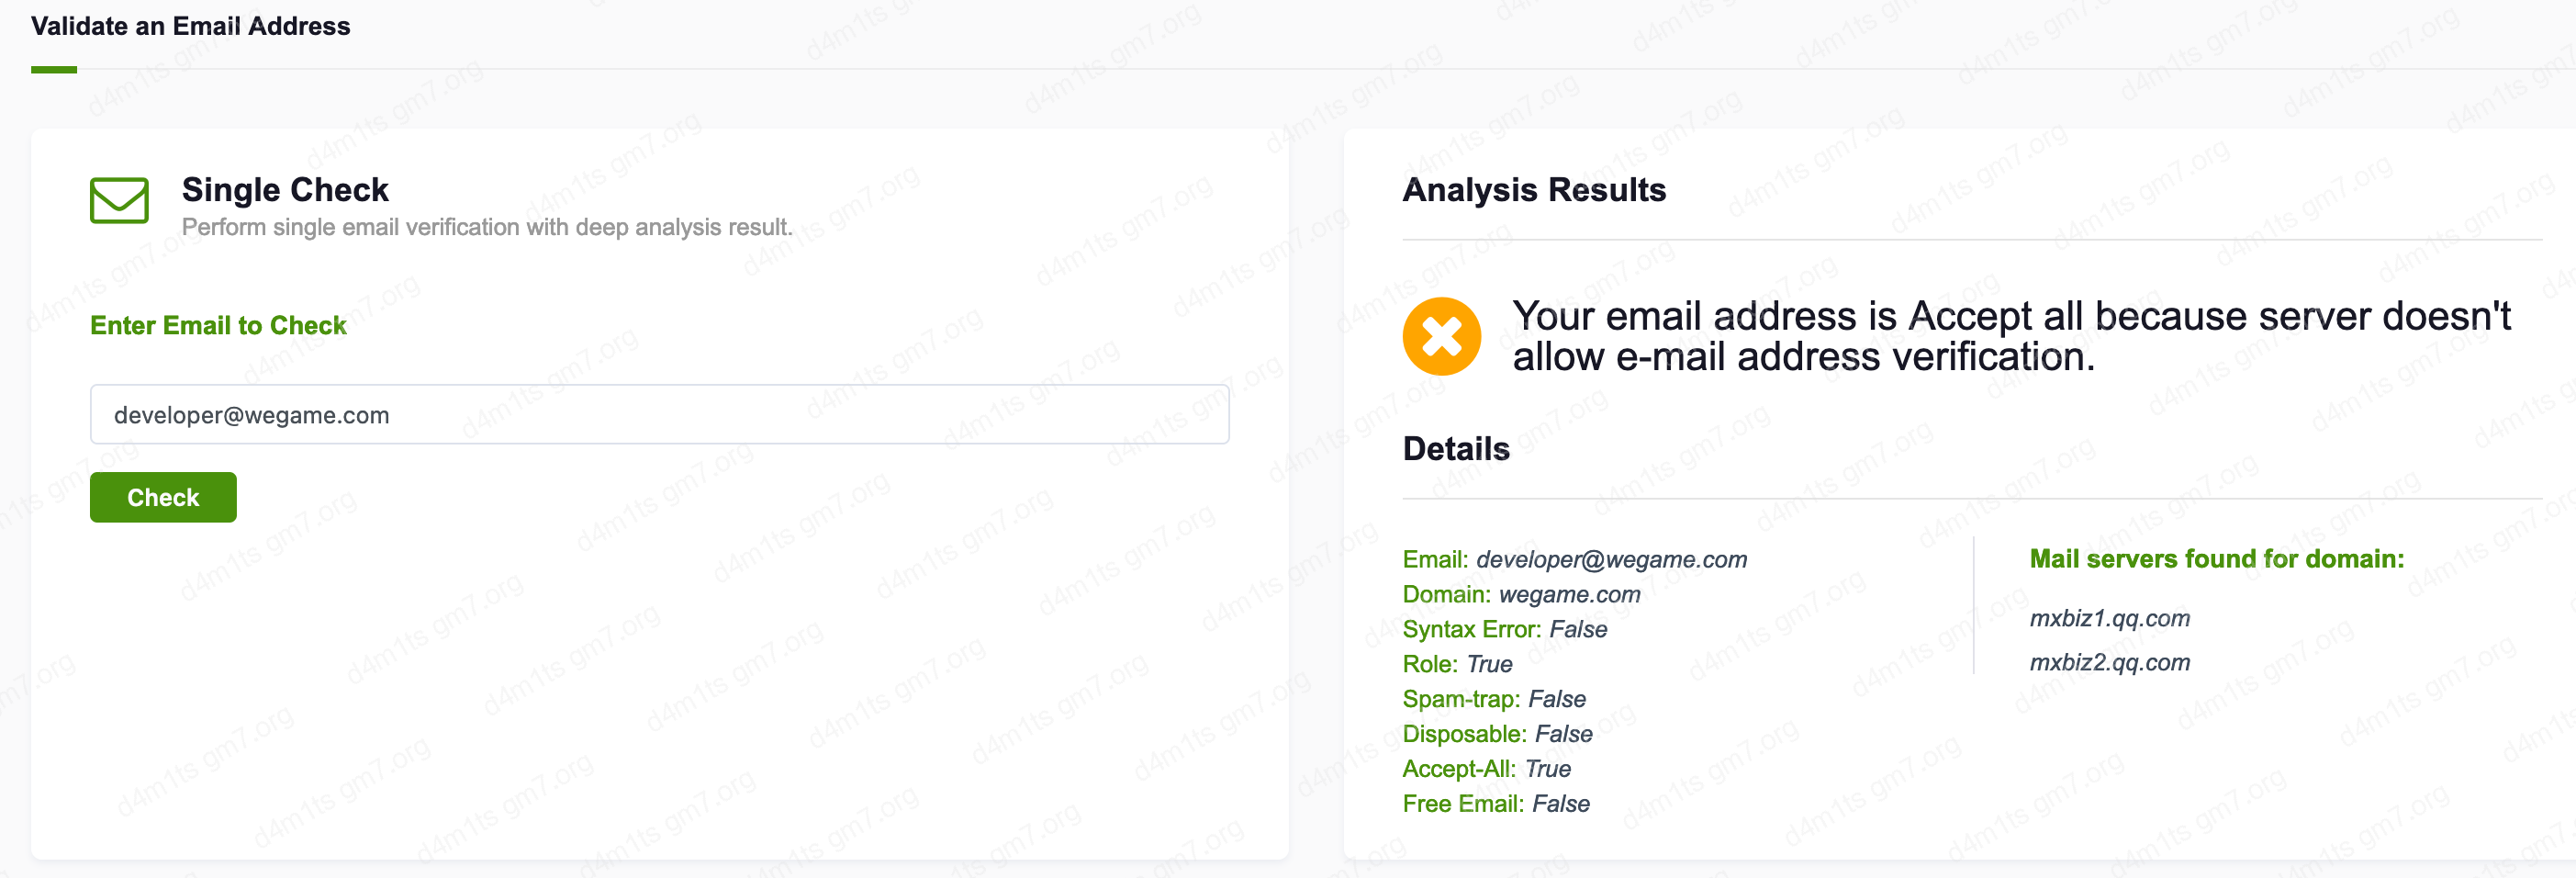 Validate an Email Address
Single Check
Perform single email verification with deep analysis result.
Enter Email to Check
developer@wegame.com
Check
Analysis Results
Your email address is Accept all because server doesn't
allow e-mail address verification.
Details
Email: developer@wegame.com
Domain: wegame.com
Syntax Error: False
Role: True
Spam-trap: False
Disposable: False
Accept-All: True
Free Email: False
Mail servers found for domain:
mxbiz1.qq.com
mxbiz2.qq.com
d4m1ts gm7.org